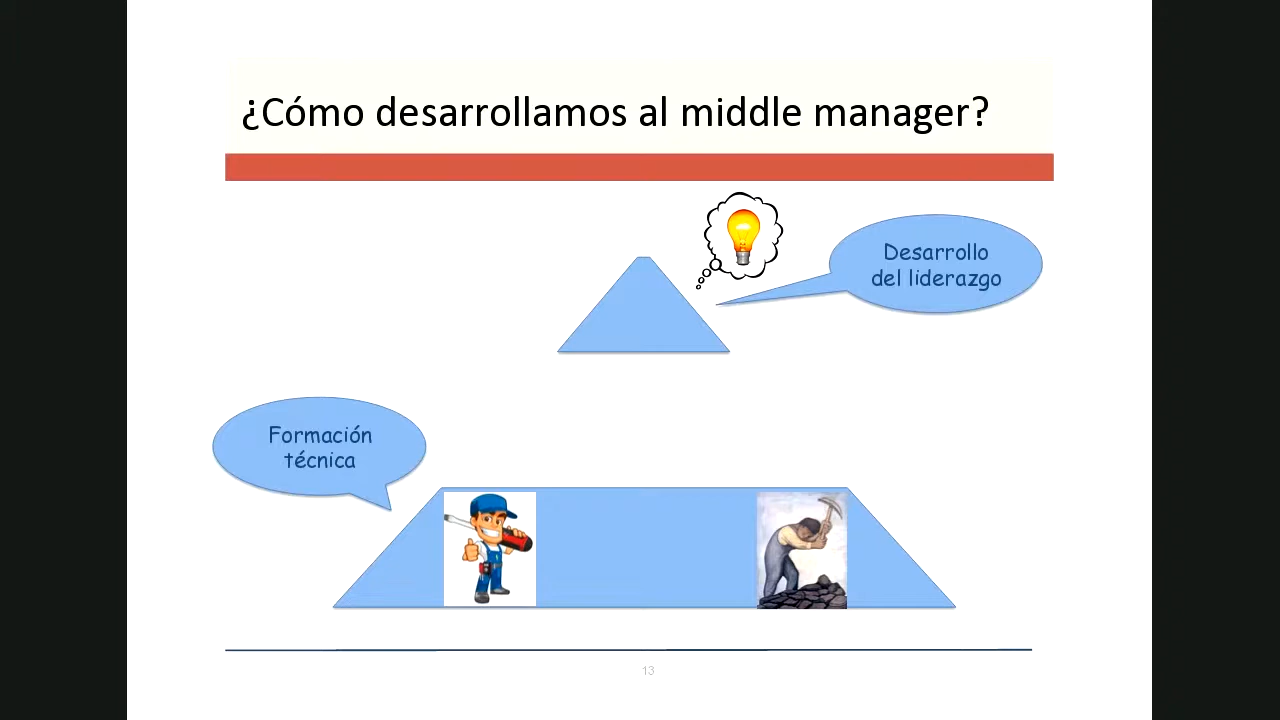 ¿Cómo desarrollamos al middle manager?
Desarrollo
del liderazgo
Formación
técnica
13